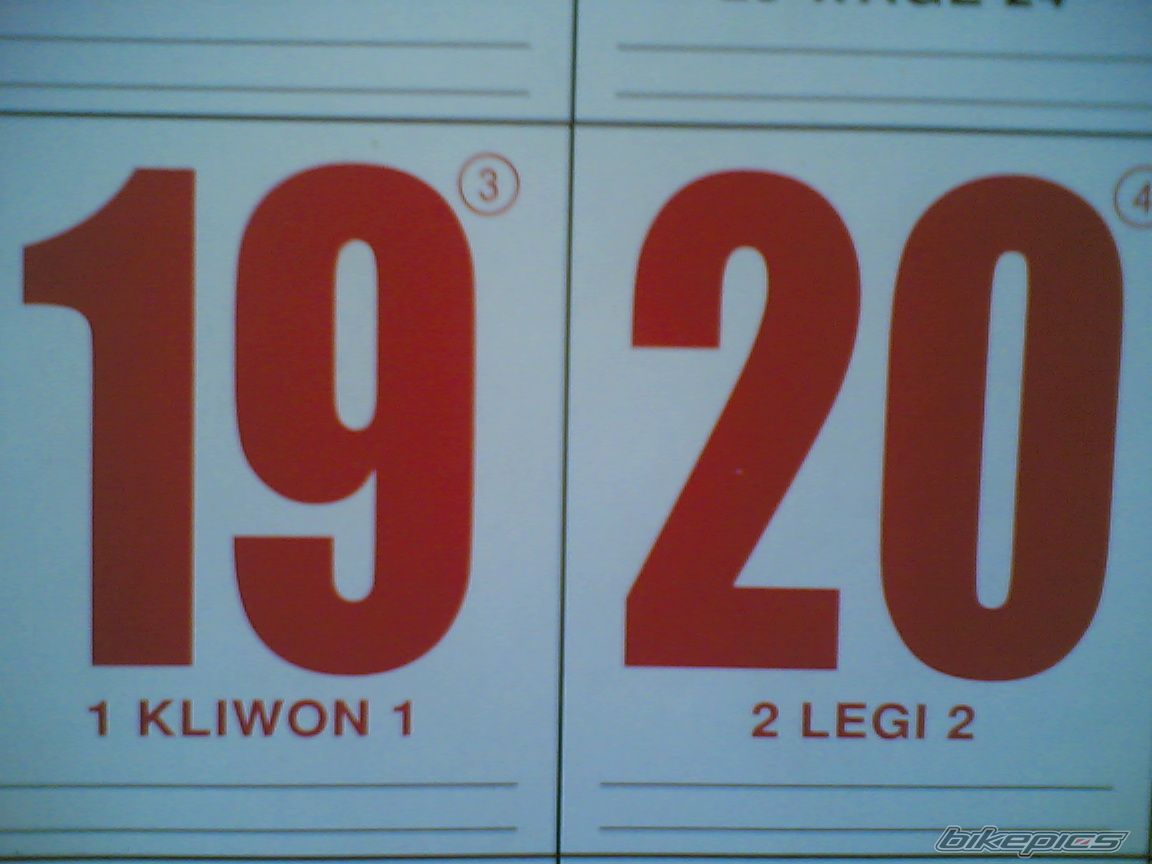 19 3
20 4
1 KLIWON 1
2 LEGI 2
bikepics